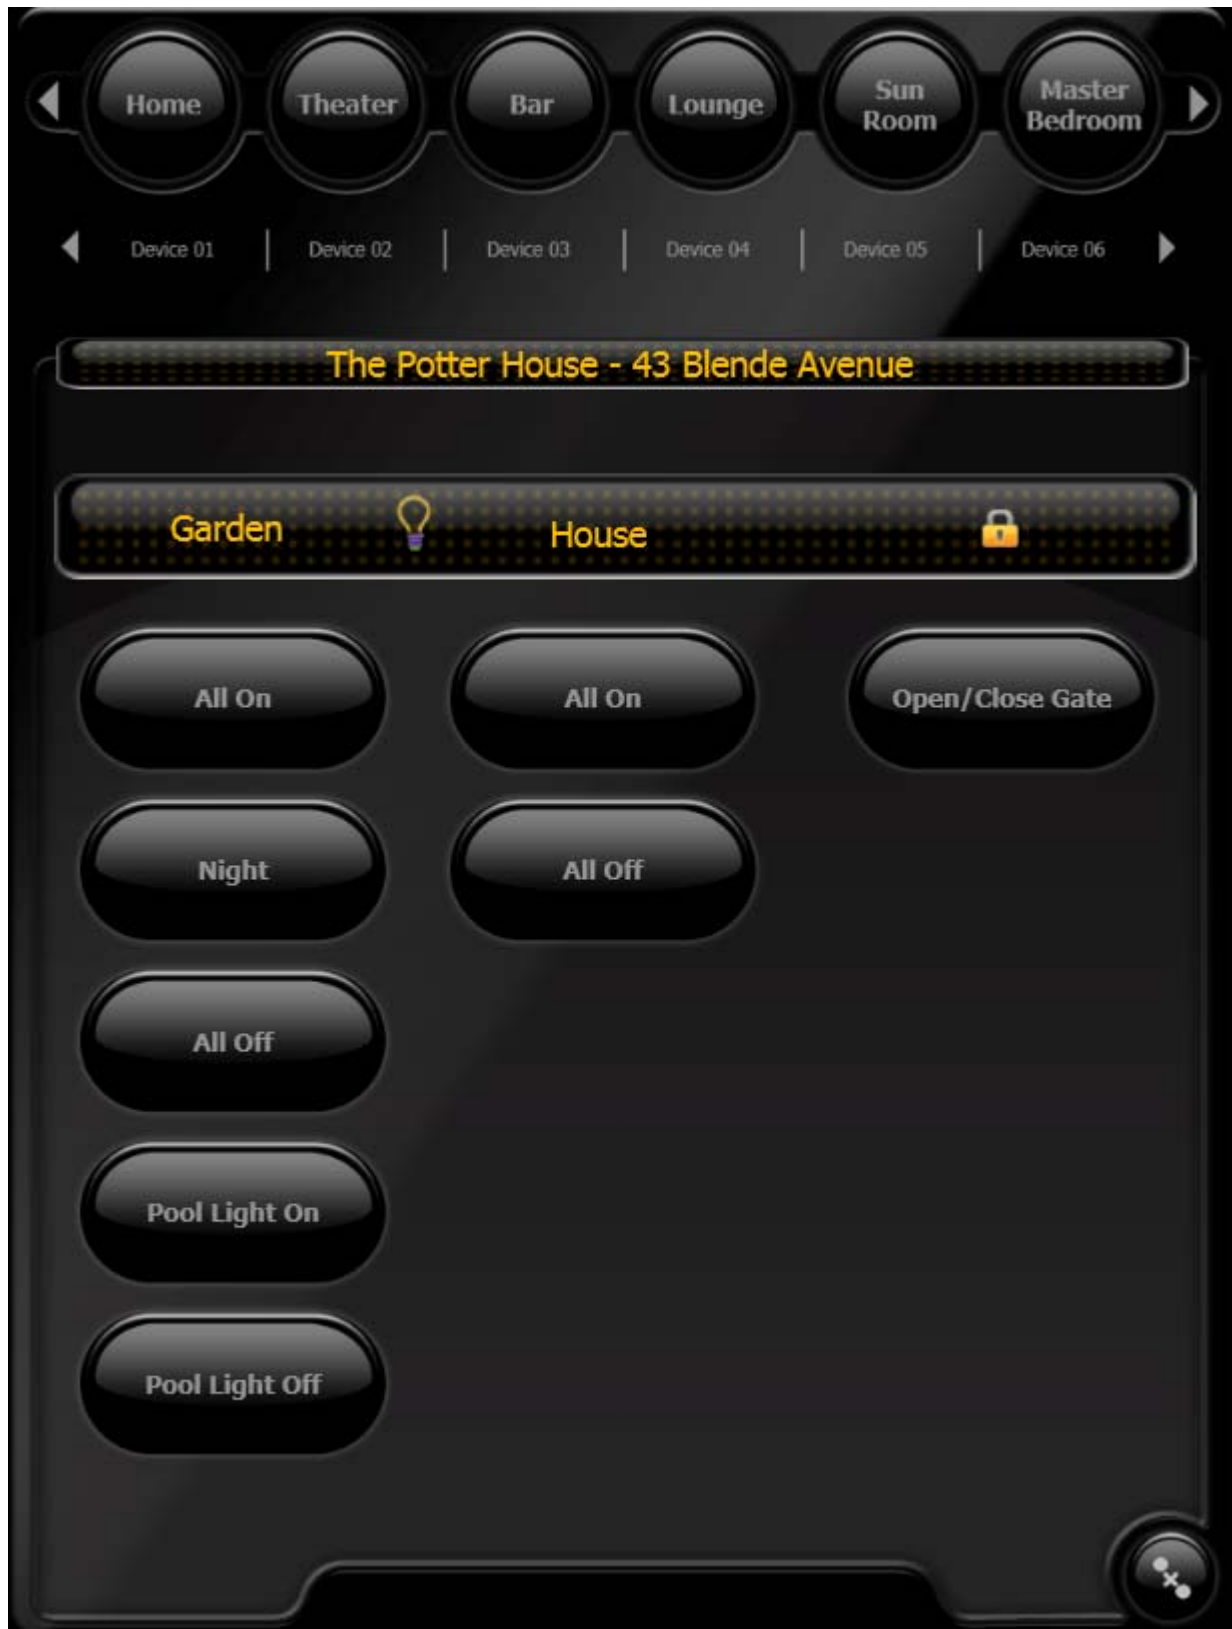 Home
Theater
Bar
Lounge
Sun
Room
Master
Bedroom
Device 01
Device 02
Device 03
Device 04
Device 05
Device 06
The Potter House - 43 Blende Avenue
Garden
House
All On
All On
Open/Close Gate
Night
All Off
All Off
Pool Light On
Pool Light Off